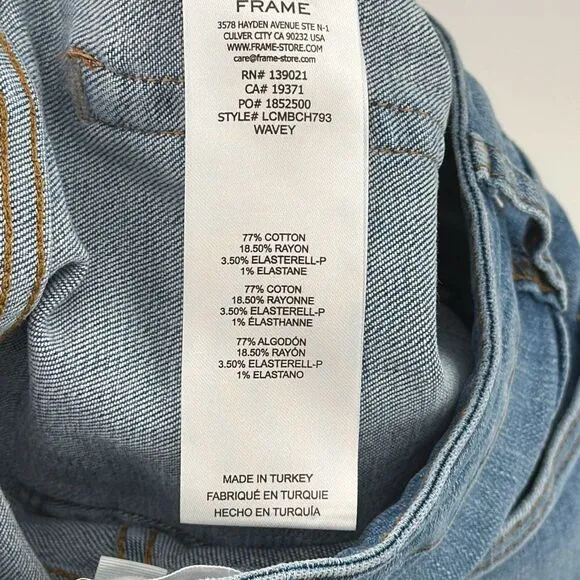 FRAME
3578 HAYDEN AVENUE STE N-1
CULVER CITY CA 90232 USA
WWW.FRAME-STORE.COM
care@frame-store.com
RN# 139021
CA# 19371
PO# 1852500
STYLE# LCMBCH793
WAVEY
77% COTTON
18.50% RAYON
3.50% ELASTERELL-P
1% ELASTANE
77% COTON
18.50% RAYONNE
3.50% ELASTERELL-P
1% ÉLASTHANNE
77% ALGODÓN
18.50% RAYÓN
3.50% ELASTERELL-P
1% ELASTANO
MADE IN TURKEY
FABRIQUÉ EN TURQUIE
HECHO EN TURQUÍA